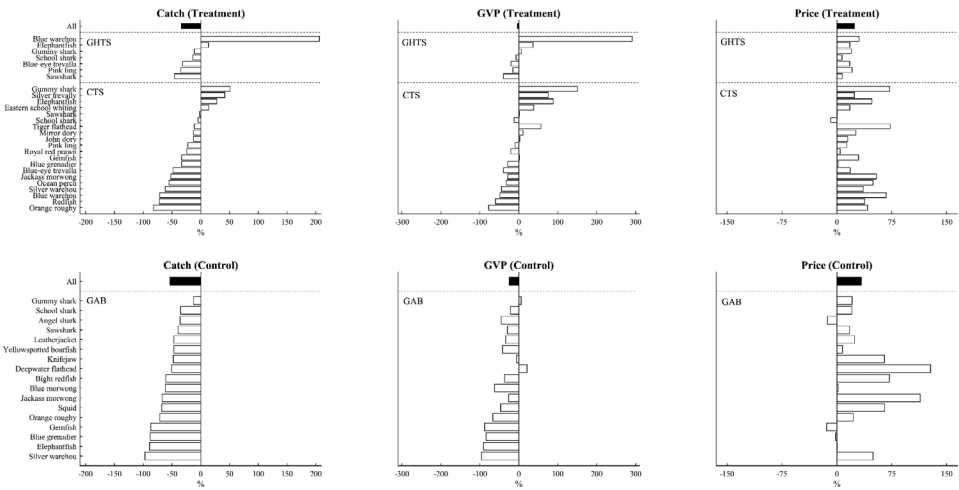 Catch (Treatment)
GVP (Treatment)
Price (Treatment)
All
GHTS
GHTS
GHTS
Blue warehou
Elephantfish
Gummy shark
School shark
Blue-eye trevalla
Pink ling
Sawshark
CTS
CTS
CTS
Gummy shark
Silver trevally
Elephantfish
Eastern school whiting
Sawshark
School shark
Tiger flathead
Mirror dory
John dory
Pink ling
Royal red prawn
Gemfish
Blue grenadier
Blue-eye trevalla
Jackass morwong
Ocean perch
Silver warehou
Blue warehou
Redfish
Orange roughy
-200 -150 -100 -50 0 50 100 150 200
-300 -200 -100 0 100 200 300
-150 -75 0 75 150
% % %
Catch (Control)
GVP (Control)
Price (Control)
All
GAB
GAB
GAB
Gummy shark
School shark
Angel shark
Sawshark
Leatherjacket
Yellowspotted boarfish
Knifejaw
Deepwater flathead
Bight redfish
Blue morwong
Jackass morwong
Squid
Orange roughy
Gemfish
Blue grenadier
Elephantfish
Silver warehou
-200 -150 -100 -50 0 50 100 150 200
-300 -200 -100 0 100 200 300
-150 -75 0 75 150
% % %